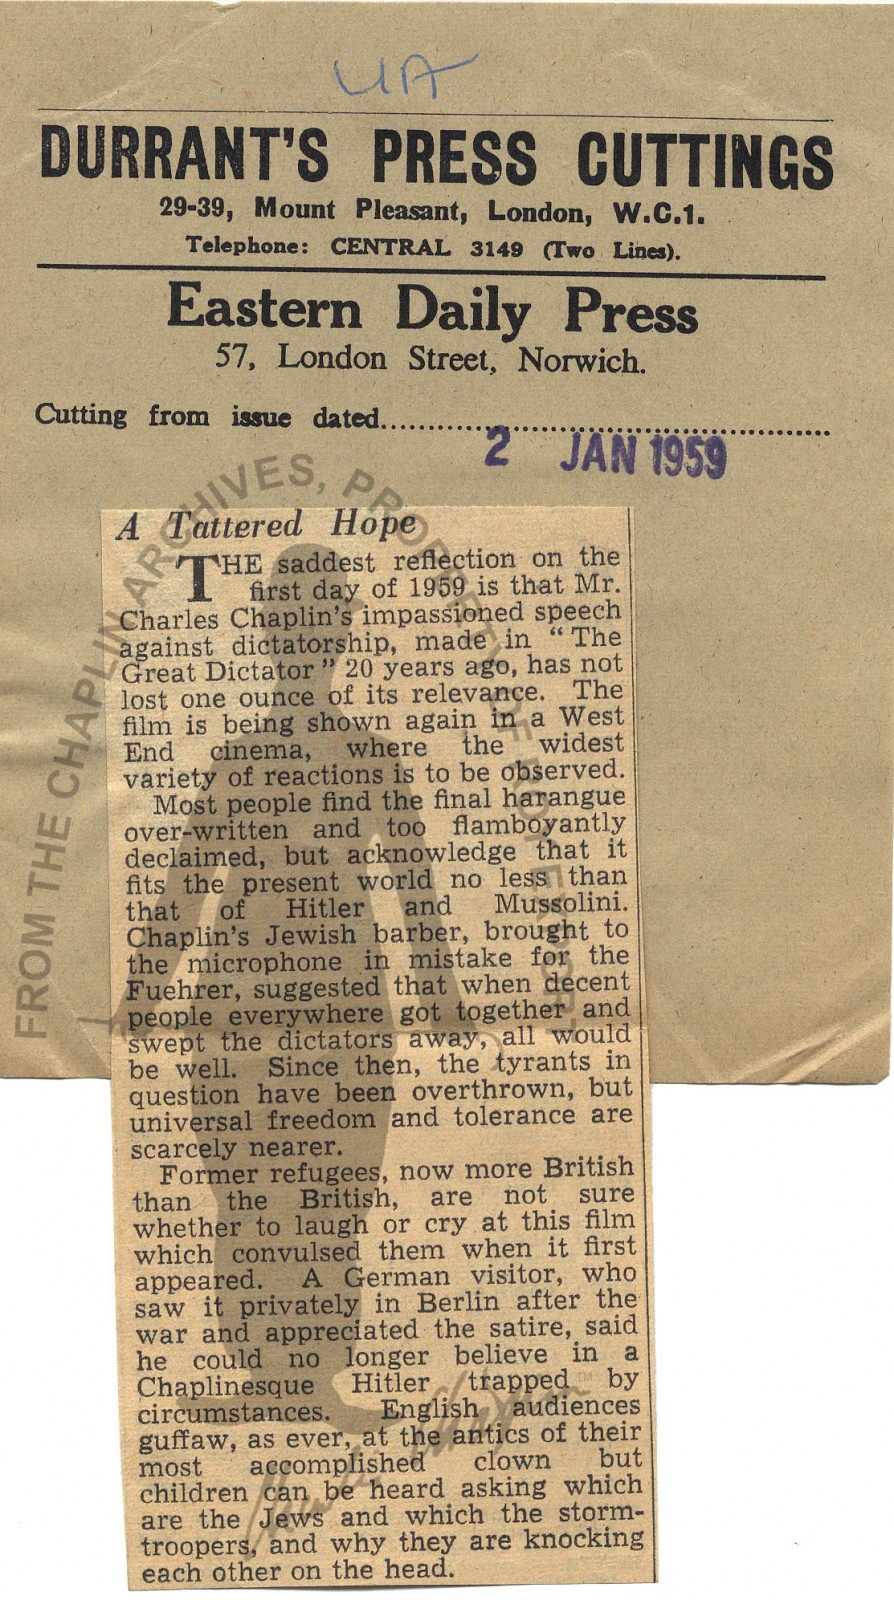 UA
DURRANT'S PRESS CUTTINGS
29-39, Mount Pleasant, London, W.C.1.
Telephone: CENTRAL 3149 (Two Lines).
Eastern Daily Press
57, London Street, Norwich.
Cutting from issue dated........................................................
2 JAN 1959
FROM THE CHAPLIN ARCHIVES, PROPERTY OF ROY EXPORT
A Tattered Hope
THE saddest reflection on the
first day of 1959 is that Mr.
Charles Chaplin's impassioned speech
against dictatorship, made in "The
Great Dictator" 20 years ago, has not
lost one ounce of its relevance. The
film is being shown again in a West
End cinema, where the widest
variety of reactions is to be observed.
Most people find the final harangue
over-written and too flamboyantly
declaimed, but acknowledge that it
fits the present world no less than
that of Hitler and Mussolini.
Chaplin's Jewish barber, brought to
the microphone in mistake for the
Fuehrer, suggested that when decent
people everywhere got together and
swept the dictators away, all would
be well. Since then, the tyrants in
question have been overthrown, but
universal freedom and tolerance are
scarcely nearer.
Former refugees, now more British
than the British, are not sure
whether to laugh or cry at this film
which convulsed them when it first
appeared. A German visitor, who
saw it privately in Berlin after the
war and appreciated the satire, said
he could no longer believe in a
Chaplinesque Hitler trapped by
circumstances. English audiences
guffaw, as ever, at the antics of their
most accomplished clown but
children can be heard asking which
are the Jews and which the storm-
troopers, and why they are knocking
each other on the head.
Charlie Chaplin
TM